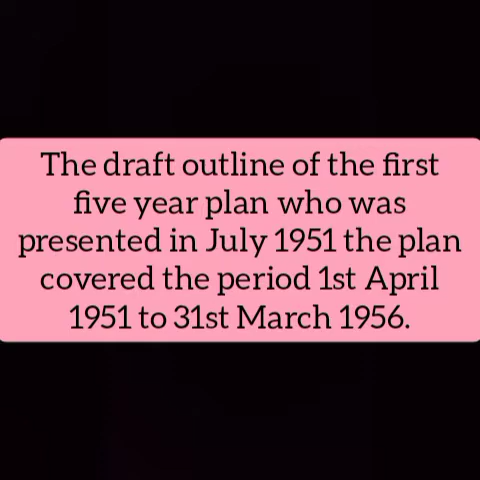 The draft outline of the first
five year plan who was
presented in July 1951 the plan
covered the period 1st April
1951 to 31st March 1956.